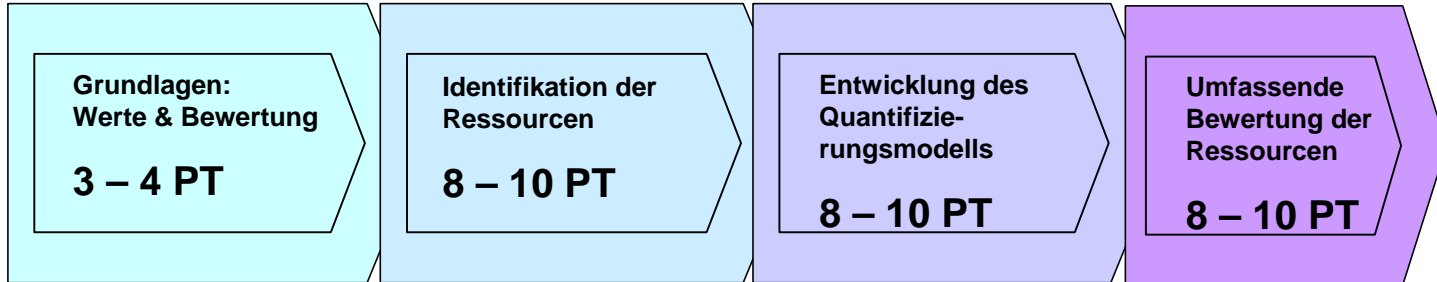 Grundlagen:
Werte & Bewertung
3 – 4 PT
Identifikation der
Ressourcen
8 – 10 PT
Entwicklung des
Quantifizie-
rungsmodells
8 – 10 PT
Umfassende
Bewertung der
Ressourcen
8 – 10 PT